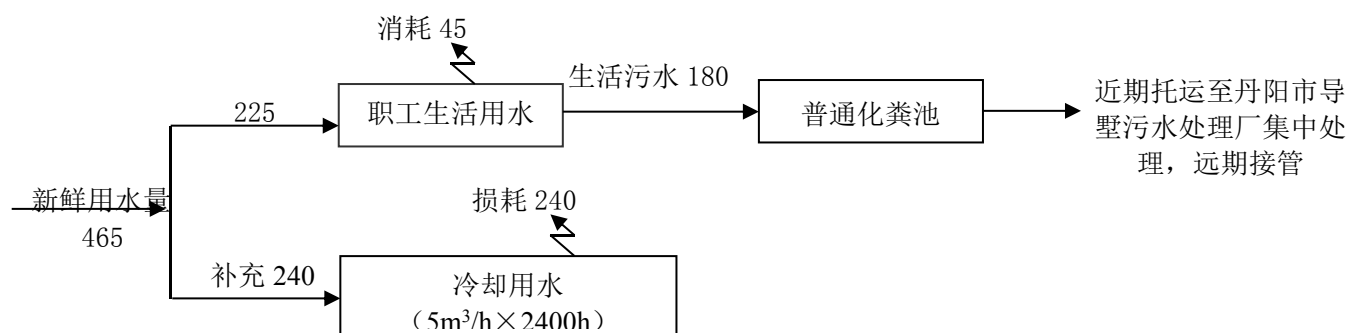 消耗 45
生活污水 180
225
职工生活用水
普通化粪池
近期托运至丹阳市导
墅污水处理厂集中处
理，远期接管
新鲜用水量
465
损耗 240
补充 240
冷却用水
（5m³/h×2400h）